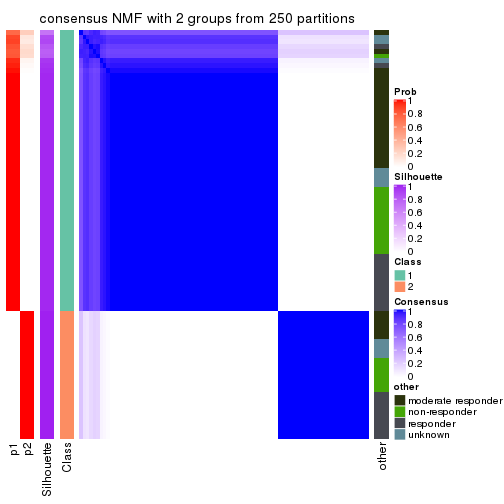 consensus NMF with 2 groups from 250 partitions
Prob
1
0.8
0.6
0.4
0.2
0
Silhouette
1
0.8
0.6
0.4
0.2
0
Class
1
2
Consensus
1
0.8
0.6
0.4
0.2
0
other
moderate responder
non-responder
responder
unknown
p1
p2
Silhouette
Class
other